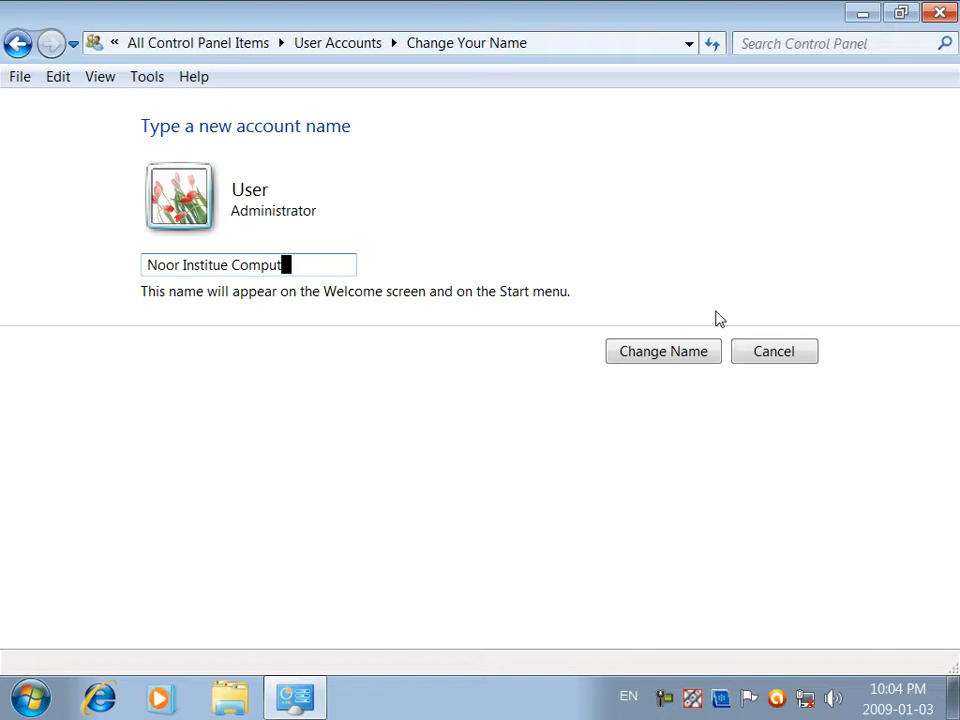 « All Control Panel Items User Accounts Change Your Name
Search Control Panel
File Edit View Tools Help
Type a new account name
User
Administrator
Noor Institue Comput
This name will appear on the Welcome screen and on the Start menu.
Change Name Cancel
EN
10:04 PM
2009-01-03